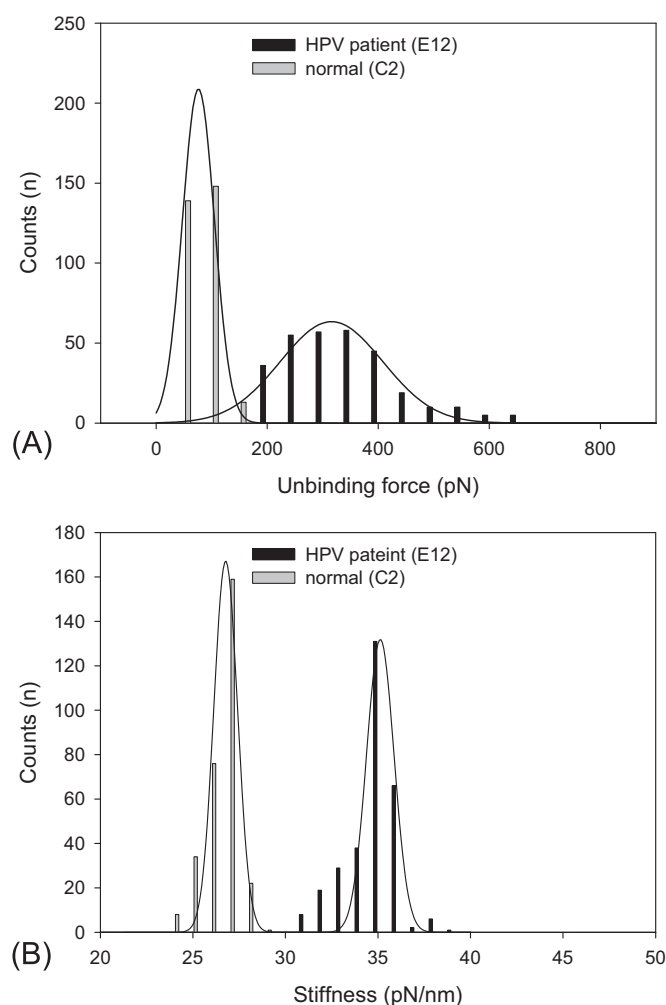 250
200
150
100
50
0
Counts (n)
HPV patient (E12)
normal (C2)
0 200 400 600 800
Unbinding force (pN)
(A)
180
160
140
120
100
80
60
40
20
0
Counts (n)
HPV pateint (E12)
normal (C2)
20 25 30 35 40 45 50
Stiffness (pN/nm)
(B)